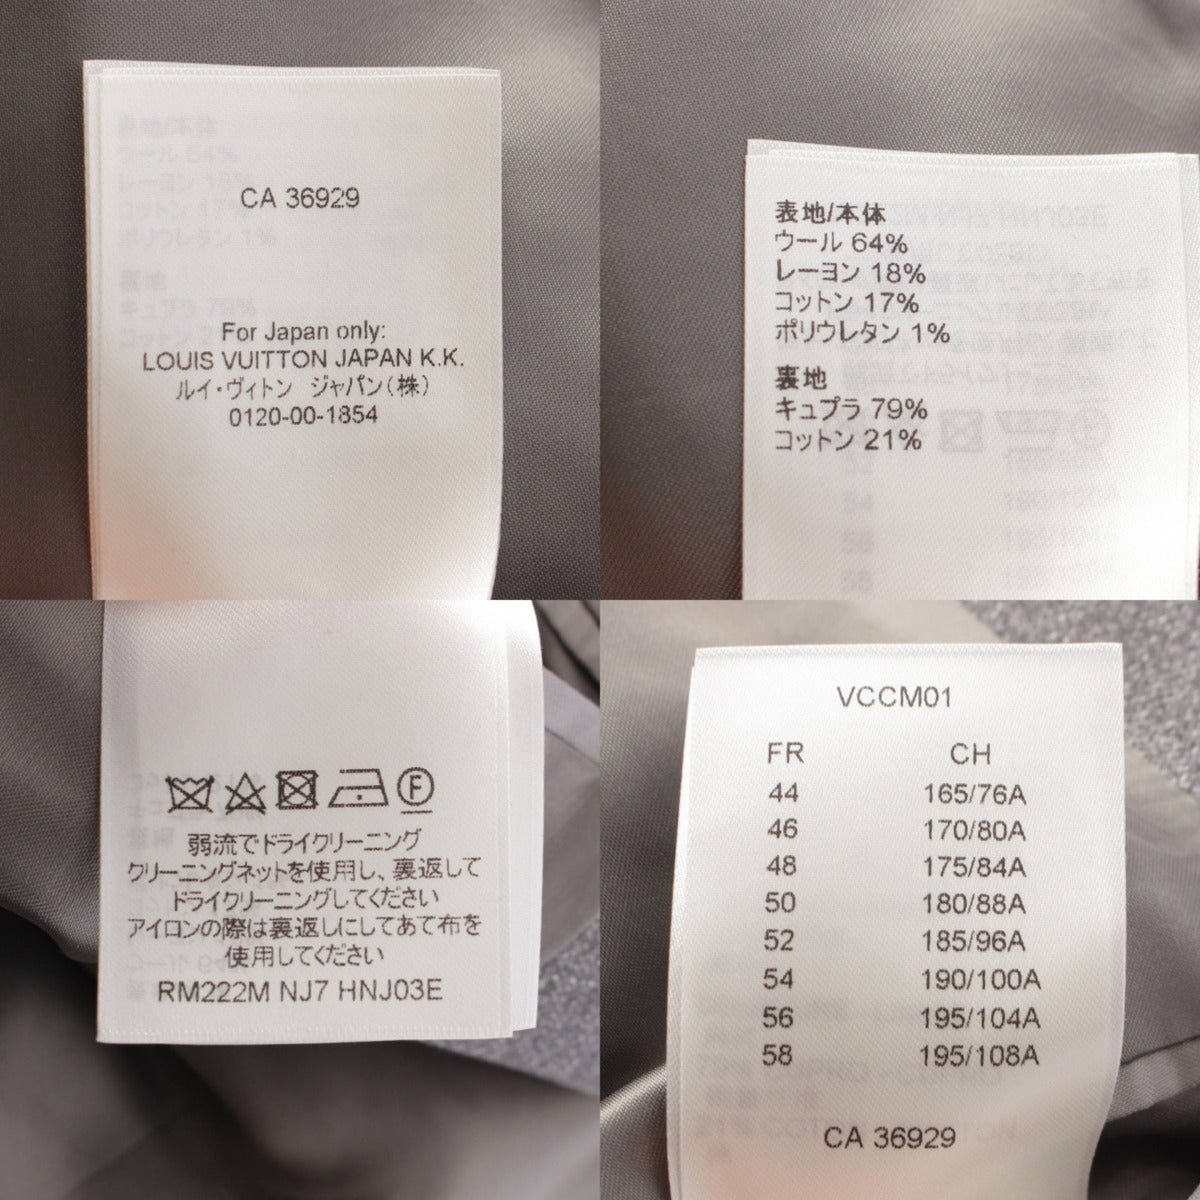 CA 36929
For Japan only:
LOUIS VUITTON JAPAN K.K.
ルイ・ヴィトン ジャパン（株）
0120-00-1854
表地/本体
ウール 64%
レーヨン 18%
コットン 17%
ポリウレタン 1%
裏地
キュプラ 79%
コットン 21%
F
弱流でドライクリーニング
クリーニングネットを使用し、裏返して
ドライクリーニングしてください
アイロンの際は裏返しにしてあて布を
使用してください
RM222M NJ7 HNJ03E
VCCM01
FR CH
44 165/76A
46 170/80A
48 175/84A
50 180/88A
52 185/96A
54 190/100A
56 195/104A
58 195/108A
CA 36929